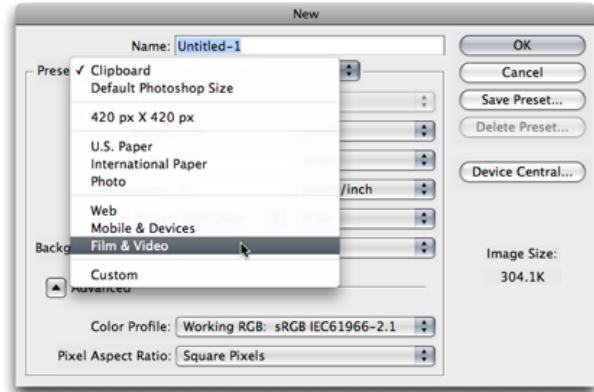 New
Name: Untitled-1
OK
Prese ✓ Clipboard
Cancel
Default Photoshop Size
Save Preset...
420 px X 420 px
Delete Preset...
U.S. Paper
International Paper
Device Central...
Photo
/inch
Web
Mobile & Devices
Backg Film & Video
Image Size:
Custom
304.1K
Advanced
Color Profile: Working RGB: sRGB IEC61966-2.1
Pixel Aspect Ratio: Square Pixels